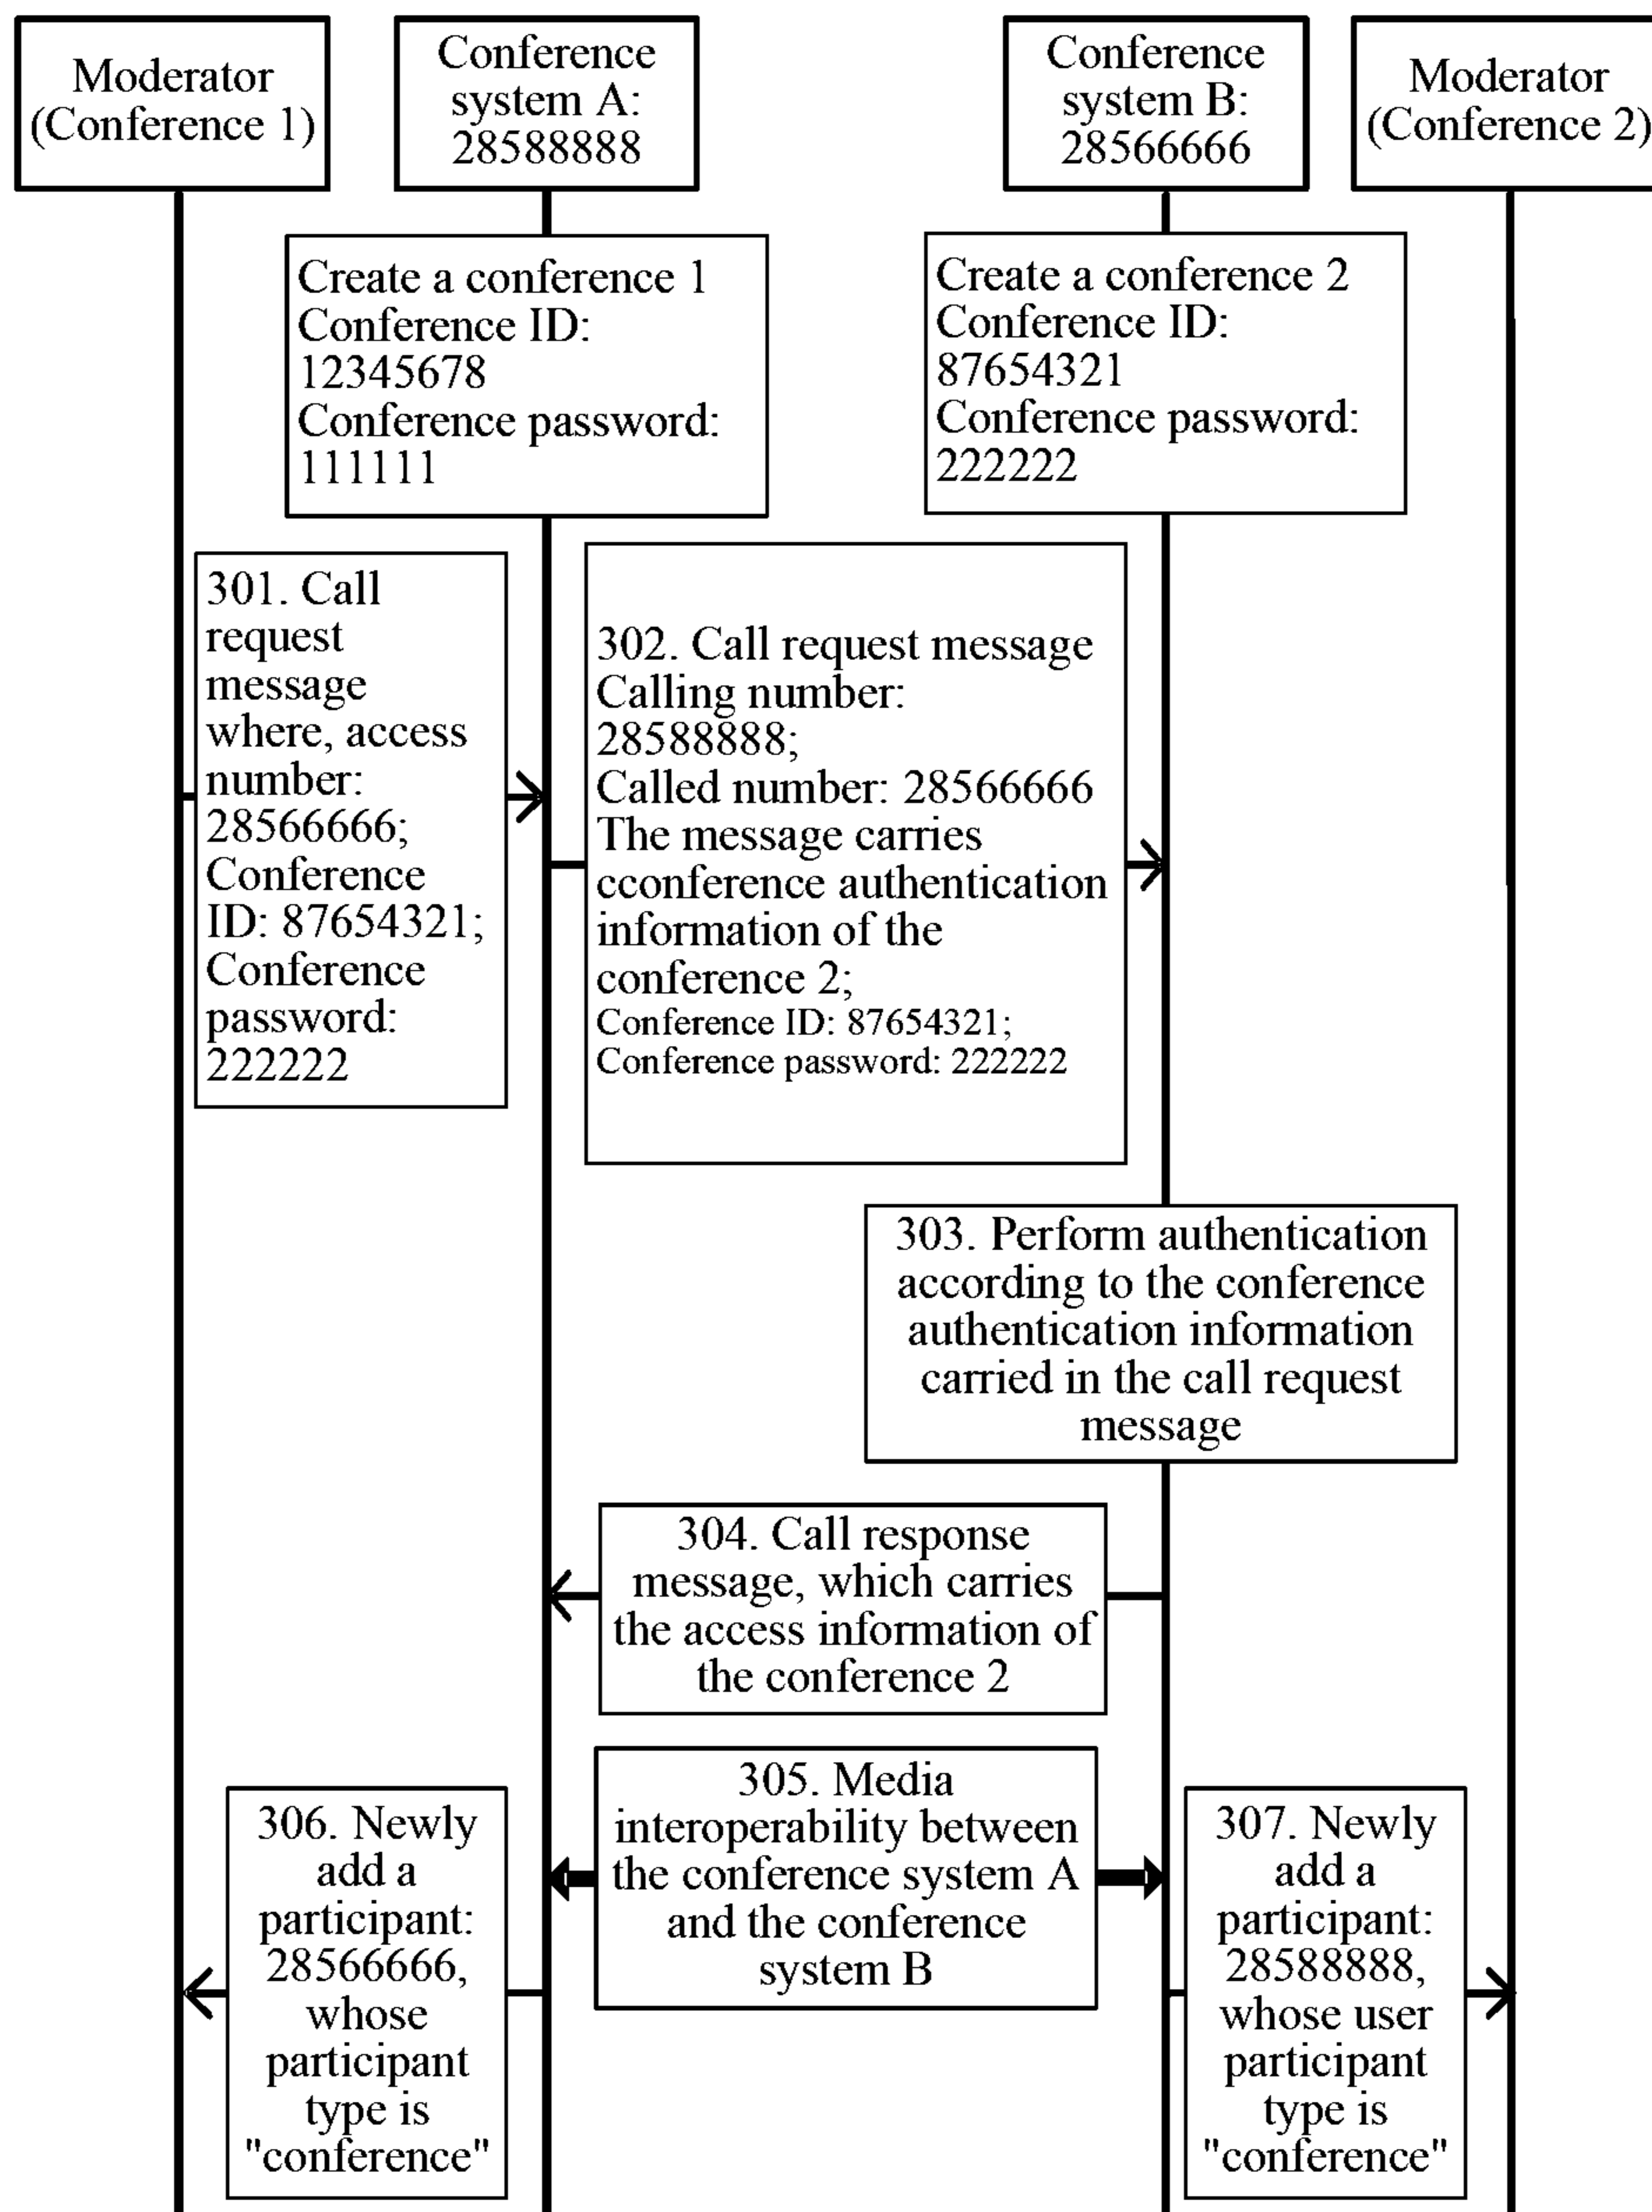 Moderator
(Conference 1)
Conference
system A:
28588888
Conference
system B:
28566666
Moderator
(Conference 2)
Create a conference 1
Conference ID:
12345678
Conference password:
111111
Create a conference 2
Conference ID:
87654321
Conference password:
222222
301. Call
request
message
where, access
number:
28566666;
Conference
ID: 87654321;
Conference
password:
222222
302. Call request message
Calling number:
28588888;
Called number: 28566666
The message carries
cconference authentication
information of the
conference 2;
Conference ID: 87654321;
Conference password: 222222
303. Perform authentication
according to the conference
authentication information
carried in the call request
message
304. Call response
message, which carries
the access information of
the conference 2
305. Media
interoperability between
the conference system A
and the conference
system B
306. Newly
add a
participant:
28566666,
whose
participant
type is
"conference"
307. Newly
add a
participant:
28588888,
whose user
participant
type is
"conference"